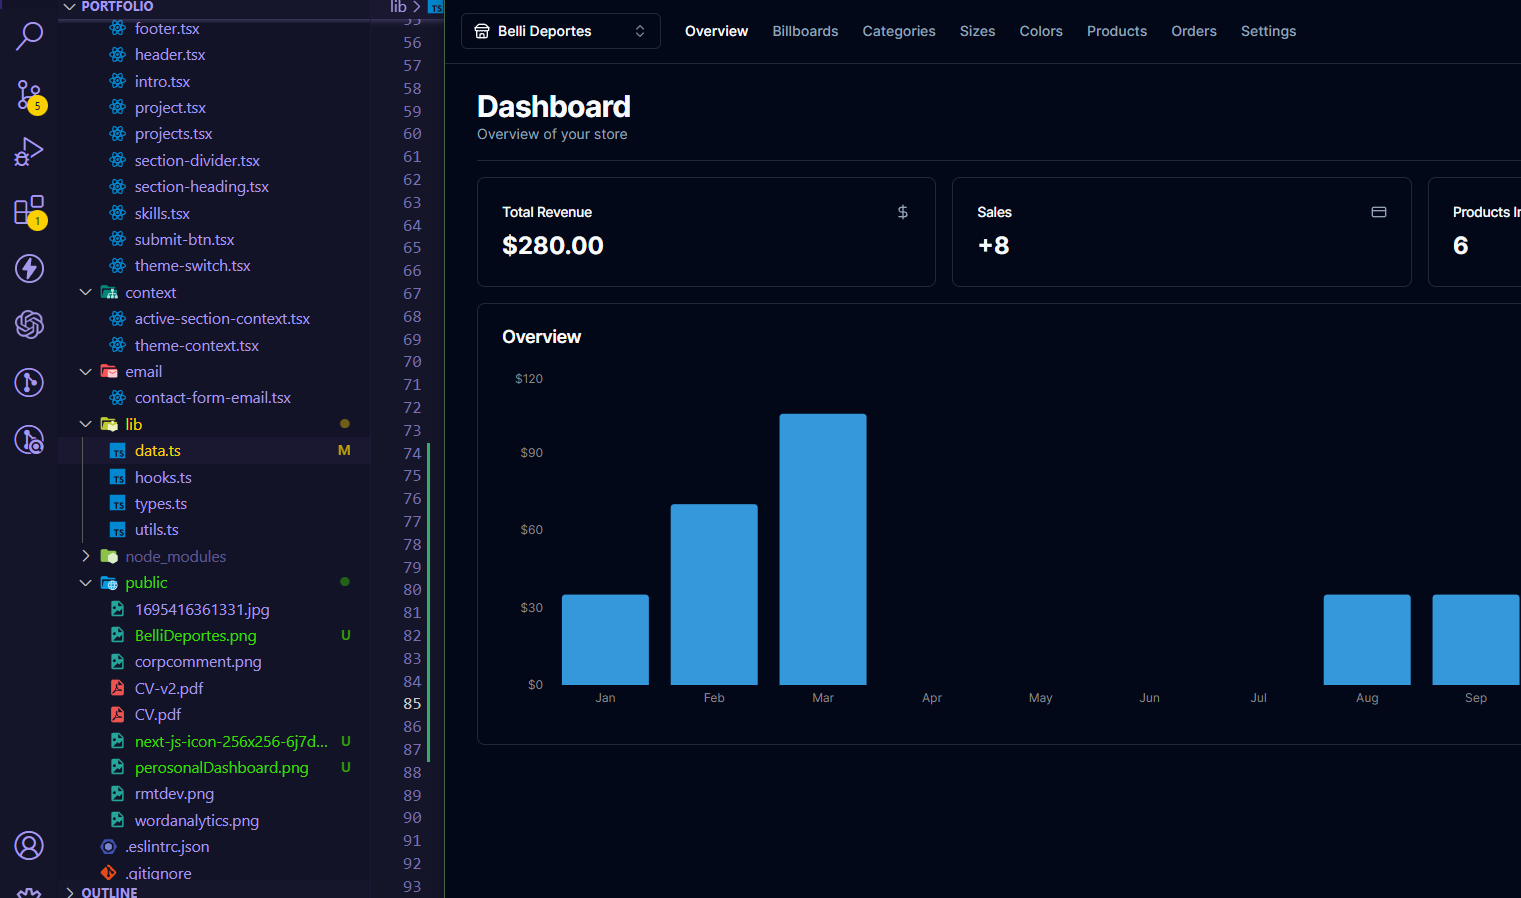 PORTFOLIO
footer.tsx
header.tsx
intro.tsx
project.tsx
projects.tsx
section-divider.tsx
section-heading.tsx
skills.tsx
submit-btn.tsx
theme-switch.tsx
context
active-section-context.tsx
theme-context.tsx
email
contact-form-email.tsx
lib
data.ts M
hooks.ts
types.ts
utils.ts
node_modules
public
1695416361331.jpg
BelliDeportes.png U
corpcomment.png
CV-v2.pdf
CV.pdf
next-js-icon-256x256-6j7d... U
perosonalDashboard.png U
rmtdev.png
wordanalytics.png
.eslintrc.json
.gitignore
OUTLINE
5
1
lib > TS
55
56
57
58
59
60
61
62
63
64
65
66
67
68
69
70
71
72
73
74
75
76
77
78
79
80
81
82
83
84
85
86
87
88
89
90
91
92
93
Belli Deportes Overview Billboards Categories Sizes Colors Products Orders Settings
Dashboard
Overview of your store
Total Revenue $
$280.00
Sales
+8
Products
6
Overview
$120
$90
$60
$30
$0
Jan Feb Mar Apr May Jun Jul Aug Sep